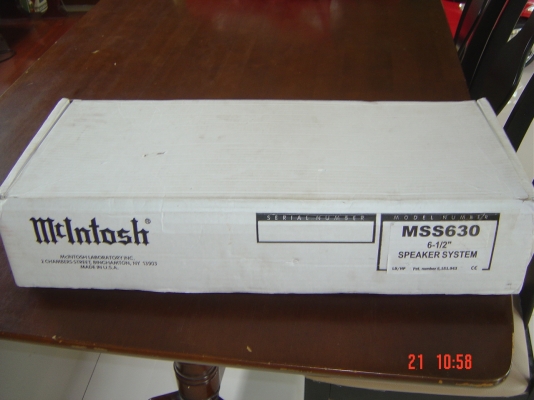 McIntosh®
McINTOSH LABORATORY INC.
2 CHAMBERS STREET, BINGHAMTON, NY 13903
MADE IN U.S.A.
SERIAL NUMBER
MODEL NUMBER
MSS630
6-1/2"
SPEAKER SYSTEM
CE
21 10:58